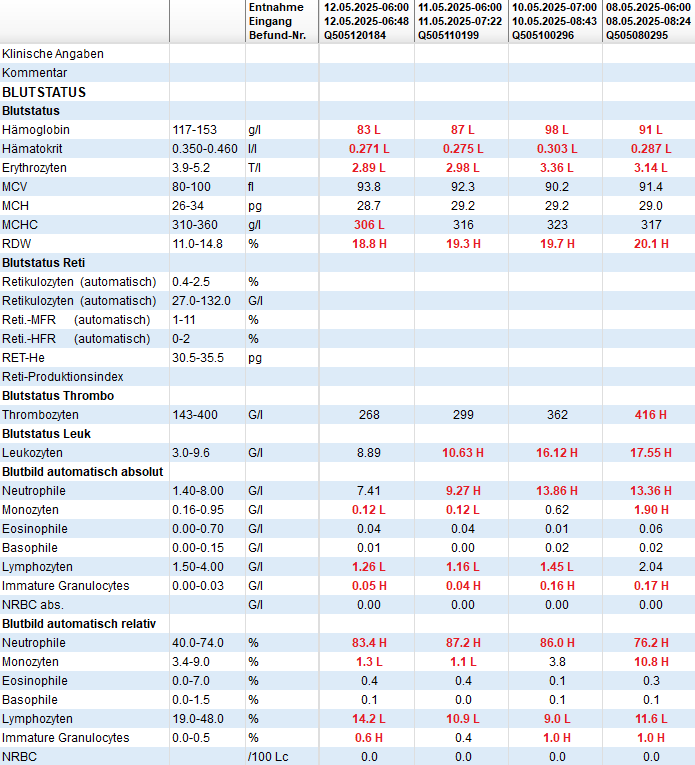 Entnahme 12.05.2025-06:00 11.05.2025-06:00 10.05.2025-07:00 08.05.2025-06:00
Eingang 12.05.2025-06:48 11.05.2025-07:22 10.05.2025-08:43 08.05.2025-08:24
Befund-Nr. Q505120184 Q505110199 Q505100296 Q505080295
Klinische Angaben
Kommentar
BLUTSTATUS
Blutstatus
Hämoglobin 117-153 g/l 83 L 87 L 98 L 91 L
Hämatokrit 0.350-0.460 l/l 0.271 L 0.275 L 0.303 L 0.287 L
Erythrozyten 3.9-5.2 T/l 2.89 L 2.98 L 3.36 L 3.14 L
MCV 80-100 fl 93.8 92.3 90.2 91.4
MCH 26-34 pg 28.7 29.2 29.2 29.0
MCHC 310-360 g/l 306 L 316 323 317
RDW 11.0-14.8 % 18.8 H 19.3 H 19.7 H 20.1 H
Blutstatus Reti
Retikulozyten (automatisch) 0.4-2.5 %
Retikulozyten (automatisch) 27.0-132.0 G/l
Reti.-MFR (automatisch) 1-11 %
Reti.-HFR (automatisch) 0-2 %
RET-He 30.5-35.5 pg
Reti-Produktionsindex
Blutstatus Thrombo
Thrombozyten 143-400 G/l 268 299 362 416 H
Blutstatus Leuk
Leukozyten 3.0-9.6 G/l 8.89 10.63 H 16.12 H 17.55 H
Blutbild automatisch absolut
Neutrophile 1.40-8.00 G/l 7.41 9.27 H 13.86 H 13.36 H
Monozyten 0.16-0.95 G/l 0.12 L 0.12 L 0.62 1.90 H
Eosinophile 0.00-0.70 G/l 0.04 0.04 0.01 0.06
Basophile 0.00-0.15 G/l 0.01 0.00 0.02 0.02
Lymphozyten 1.50-4.00 G/l 1.26 L 1.16 L 1.45 L 2.04
Immature Granulocytes 0.00-0.03 G/l 0.05 H 0.04 H 0.16 H 0.17 H
NRBC abs. G/l 0.00 0.00 0.00 0.00
Blutbild automatisch relativ
Neutrophile 40.0-74.0 % 83.4 H 87.2 H 86.0 H 76.2 H
Monozyten 3.4-9.0 % 1.3 L 1.1 L 3.8 10.8 H
Eosinophile 0.0-7.0 % 0.4 0.4 0.1 0.3
Basophile 0.0-1.5 % 0.1 0.0 0.1 0.1
Lymphozyten 19.0-48.0 % 14.2 L 10.9 L 9.0 L 11.6 L
Immature Granulocytes 0.0-0.5 % 0.6 H 0.4 1.0 H 1.0 H
NRBC /100 Lc 0.0 0.0 0.0 0.0